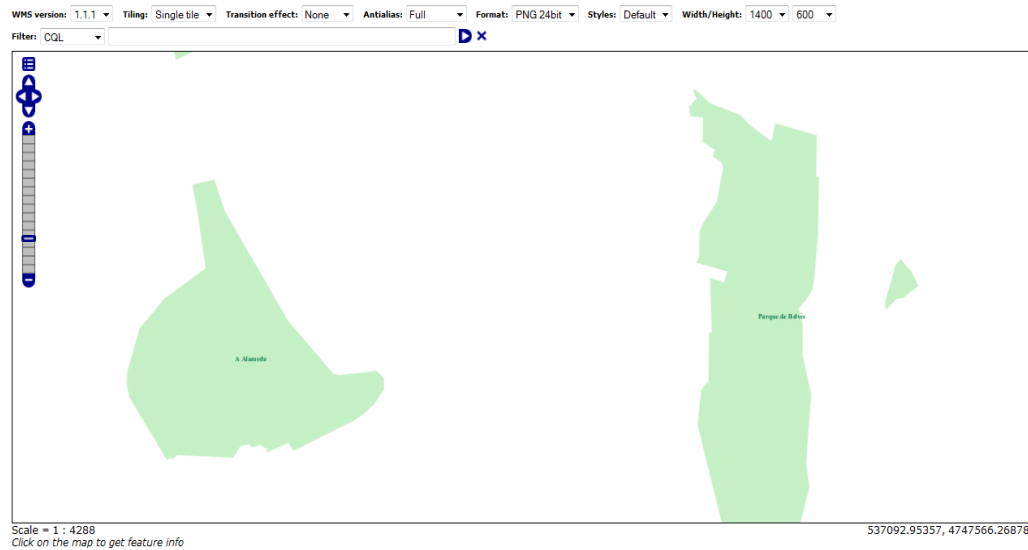 WMS version: 1.1.1 Tiling: Single tile Transition effect: None Antialias: Full Format: PNG 24bit Styles: Default Width/Height: 1400 600
Filter: CQL
Parque de Belvos
A Alameda
Scale = 1 : 4288 537092.95357, 4747566.26878
Click on the map to get feature info